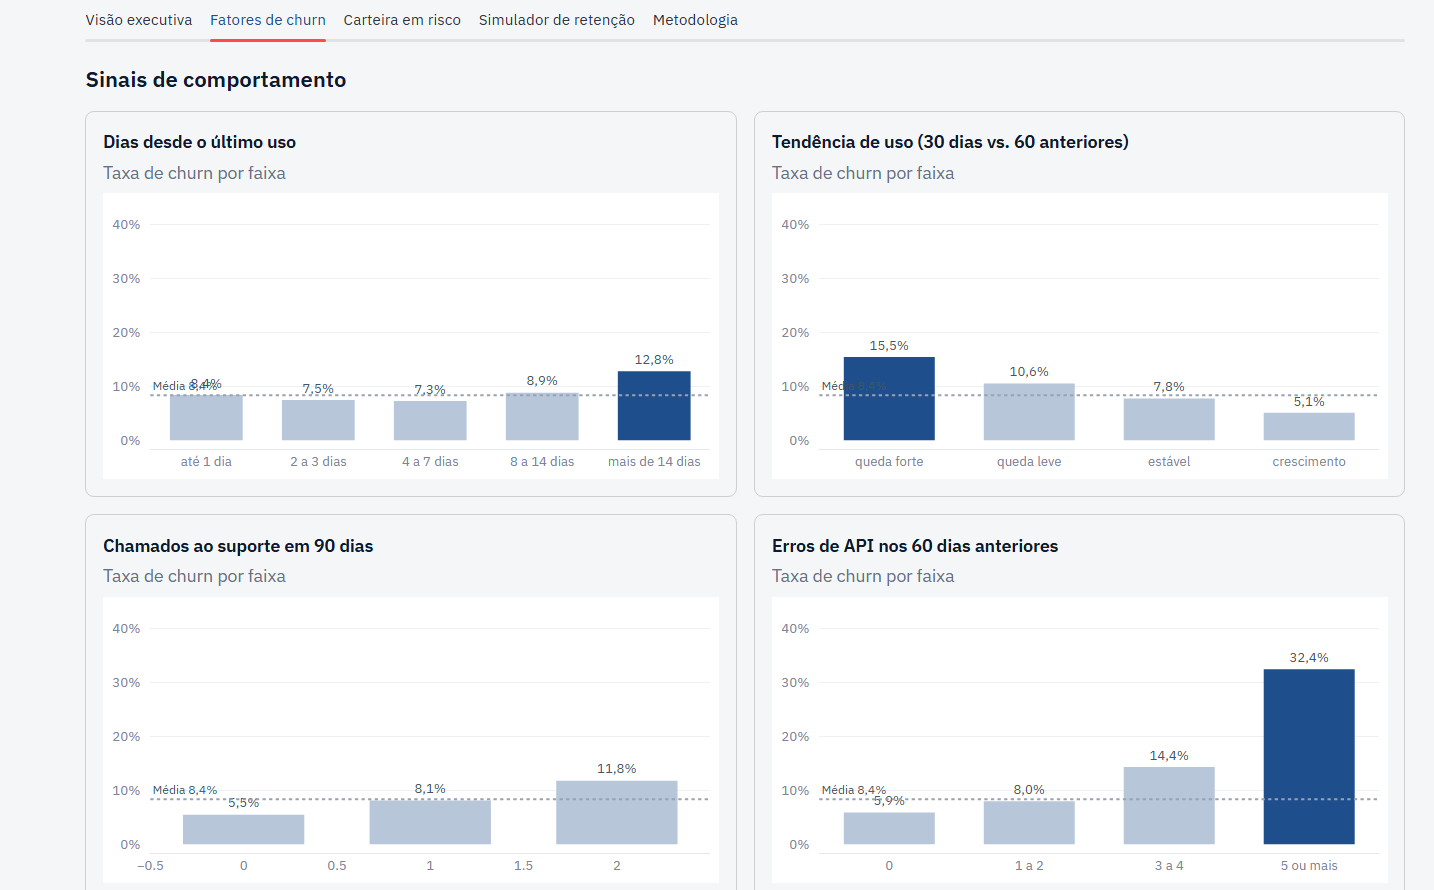 Visão executiva Fatores de churn Carteira em risco Simulador de retenção Metodologia
Sinais de comportamento
Dias desde o último uso
Taxa de churn por faixa
40%
30%
20%
10%
0%
Média 8,4%
8,4%
7,5%
7,3%
8,9%
12,8%
até 1 dia 2 a 3 dias 4 a 7 dias 8 a 14 dias mais de 14 dias
Tendência de uso (30 dias vs. 60 anteriores)
Taxa de churn por faixa
40%
30%
20%
10%
0%
Média 8,4%
15,5%
10,6%
7,8%
5,1%
queda forte queda leve estável crescimento
Chamados ao suporte em 90 dias
Taxa de churn por faixa
40%
30%
20%
10%
0%
Média 8,4%
5,5%
8,1%
11,8%
−0.5 0 0.5 1 1.5 2
Erros de API nos 60 dias anteriores
Taxa de churn por faixa
40%
30%
20%
10%
0%
Média 8,4%
5,9%
8,0%
14,4%
32,4%
0 1 a 2 3 a 4 5 ou mais